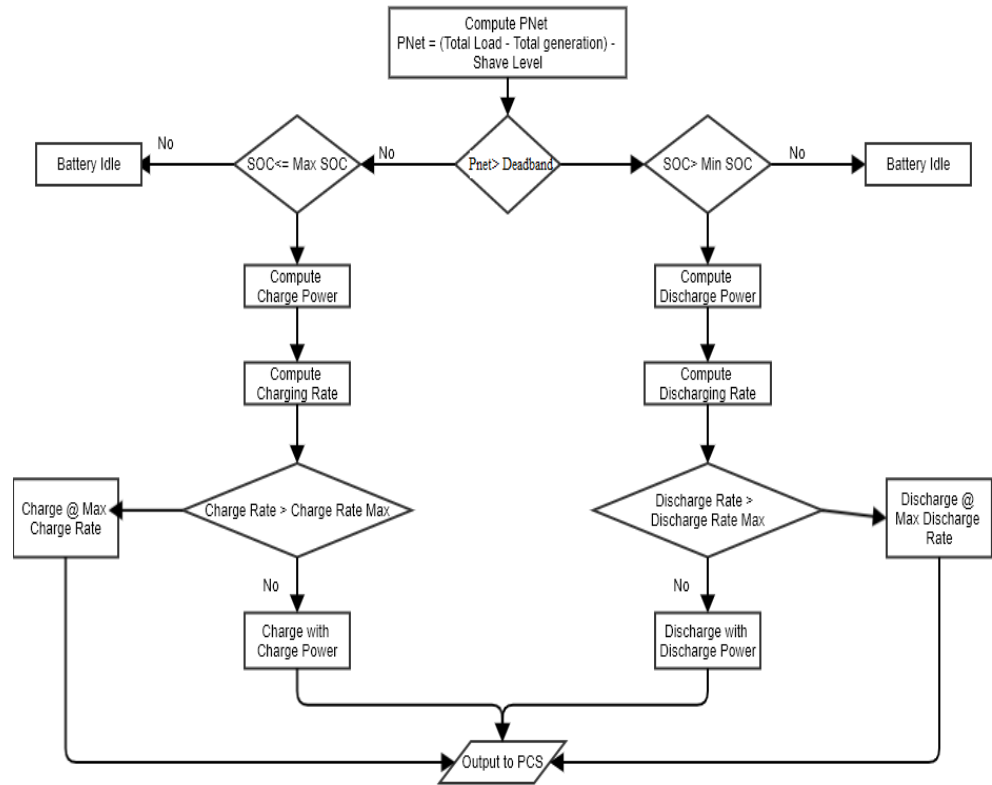 Compute PNet
PNet = (Total Load - Total generation) -
Shave Level
No
No
No
Battery Idle
SOC<= Max SOC
Pnet> Deadband
SOC> Min SOC
Battery Idle
Compute
Charge Power
Compute
Discharge Power
Compute
Charging Rate
Compute
Discharging Rate
Charge @ Max
Charge Rate
Charge Rate > Charge Rate Max
Discharge Rate >
Discharge Rate Max
Discharge @
Max Discharge
Rate
No
No
Charge with
Charge Power
Discharge with
Discharge Power
Output to PCS